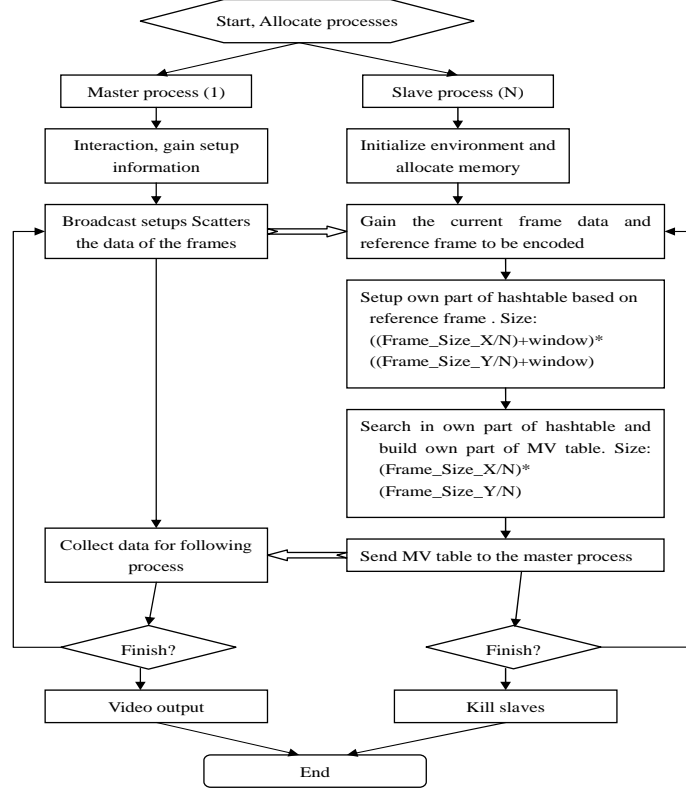 Start, Allocate processes
Master process (1)
Slave process (N)
Interaction, gain setup
information
Initialize environment and
allocate memory
Broadcast setups Scatters
the data of the frames
Gain the current frame data and
reference frame to be encoded
Setup own part of hashtable based on
reference frame . Size:
((Frame_Size_X/N)+window)*
((Frame_Size_Y/N)+window)
Search in own part of hashtable and
build own part of MV table. Size:
(Frame_Size_X/N)*
(Frame_Size_Y/N)
Collect data for following
process
Send MV table to the master process
Finish?
Finish?
Video output
Kill slaves
End